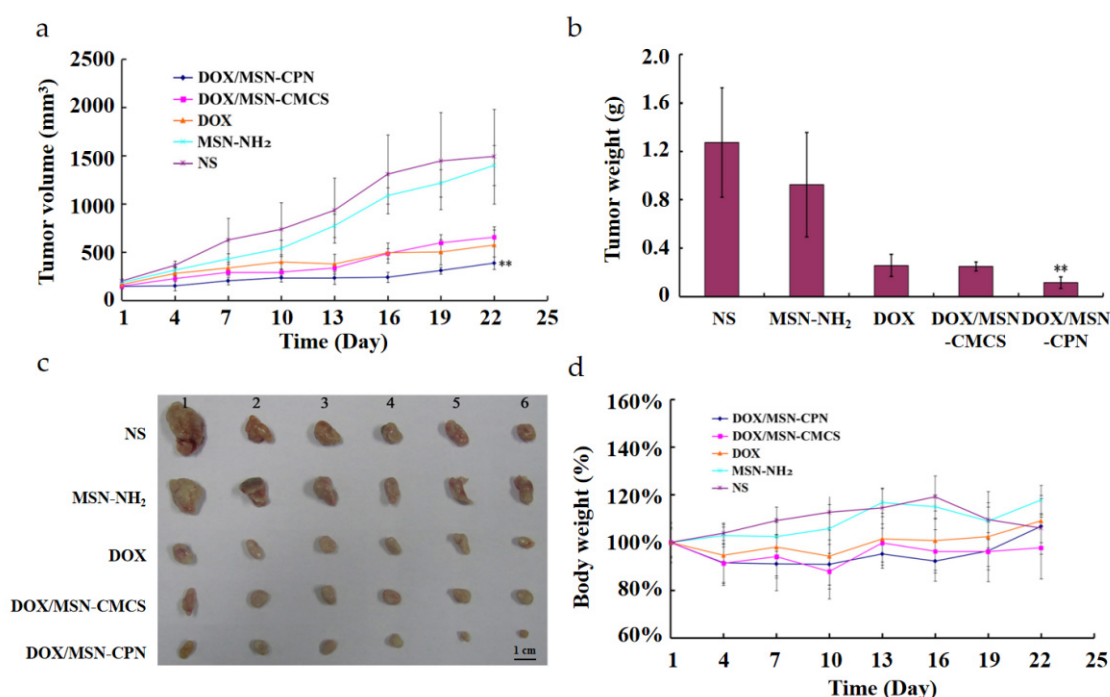 a
2500
2000
1500
1000
500
0
Tumor volume (mm³)
DOX/MSN-CPN
DOX/MSN-CMCS
DOX
MSN-NH₂
NS
**
1 4 7 10 13 16 19 22 25
Time (Day)
b
2.0
1.6
1.2
0.8
0.4
0
Tumor weight (g)
**
NS MSN-NH₂ DOX DOX/MSN DOX/MSN
-CMCS -CPN
c
1 2 3 4 5 6
NS
MSN-NH₂
DOX
DOX/MSN-CMCS
DOX/MSN-CPN
1 cm
d
160%
140%
120%
100%
80%
60%
Body weight (%)
DOX/MSN-CPN
DOX/MSN-CMCS
DOX
MSN-NH₂
NS
1 4 7 10 13 16 19 22 25
Time (Day)